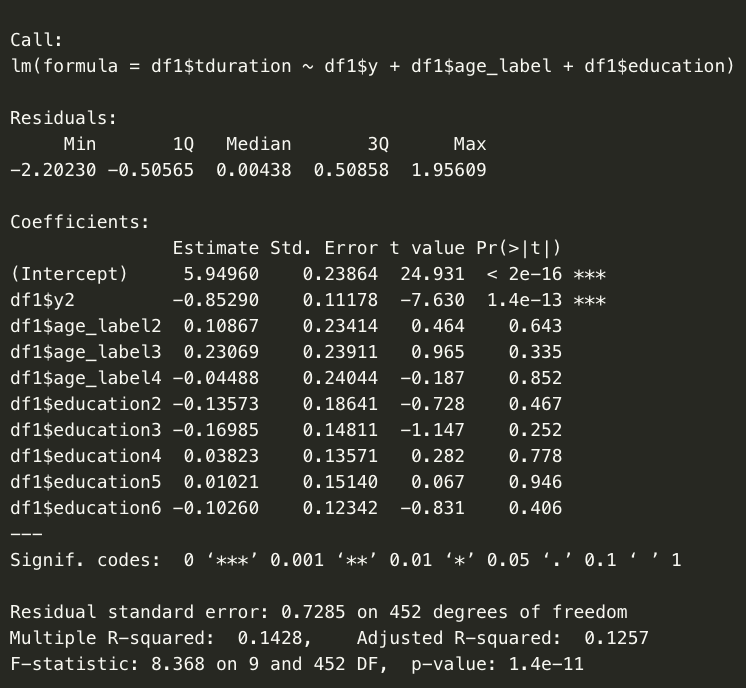 Call:
lm(formula = df1$tduration ~ df1$y + df1$age_label + df1$education)
Residuals:
     Min       1Q   Median       3Q      Max
−2.20230 −0.50565  0.00438  0.50858  1.95609
Coefficients:
               Estimate Std. Error t value Pr(>|t|)
(Intercept)     5.94960    0.23864  24.931  < 2e−16 ***
df1$y2         −0.85290    0.11178  −7.630  1.4e−13 ***
df1$age_label2  0.10867    0.23414   0.464    0.643
df1$age_label3  0.23069    0.23911   0.965    0.335
df1$age_label4 −0.04488    0.24044  −0.187    0.852
df1$education2 −0.13573    0.18641  −0.728    0.467
df1$education3 −0.16985    0.14811  −1.147    0.252
df1$education4  0.03823    0.13571   0.282    0.778
df1$education5  0.01021    0.15140   0.067    0.946
df1$education6 −0.10260    0.12342  −0.831    0.406
−−−
Signif. codes:  0 ‘***’ 0.001 ‘**’ 0.01 ‘*’ 0.05 ‘.’ 0.1 ‘ ’ 1
Residual standard error: 0.7285 on 452 degrees of freedom
Multiple R−squared:  0.1428,    Adjusted R−squared:  0.1257
F−statistic: 8.368 on 9 and 452 DF,  p−value: 1.4e−11